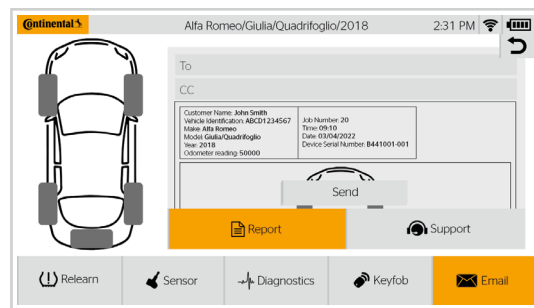 Continental
Alfa Romeo/Giulia/Quadrifoglio/2018
2:31 PM
To
CC
Customer Name: John Smith
Vehicle Identification: ABCD1234567
Make: Alfa Romeo
Model: Giulia/Quadrifoglio
Year: 2018
Odometer reading: 50000
Job Number: 20
Time: 09:10
Date: 03/04/2022
Device Serial Number: B441001-001
Send
Report
Support
Relearn
Sensor
Diagnostics
Keyfob
Email